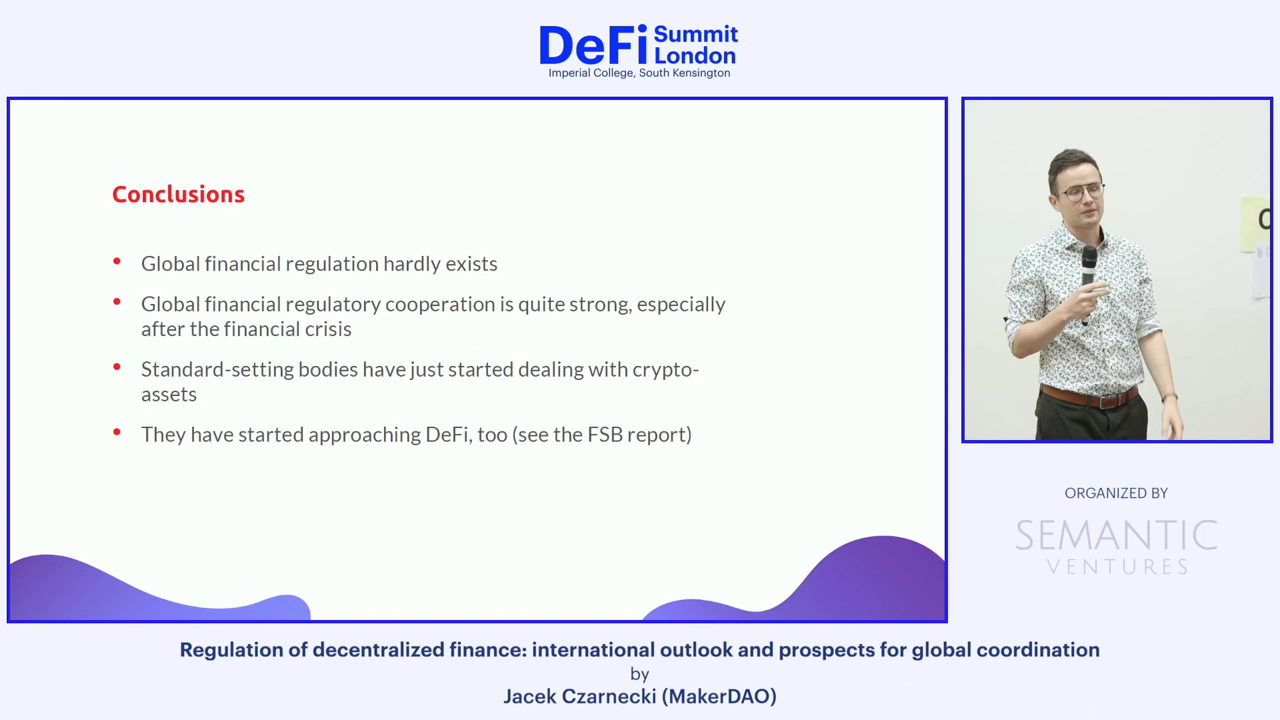 DeFi Summit
London
Imperial College, South Kensington
Conclusions
• Global financial regulation hardly exists
• Global financial regulatory cooperation is quite strong, especially
after the financial crisis
• Standard-setting bodies have just started dealing with crypto-
assets
• They have started approaching DeFi, too (see the FSB report)
ORGANIZED BY
SEMANTIC
VENTURES
Regulation of decentralized finance: international outlook and prospects for global coordination
by
Jacek Czarnecki (MakerDAO)